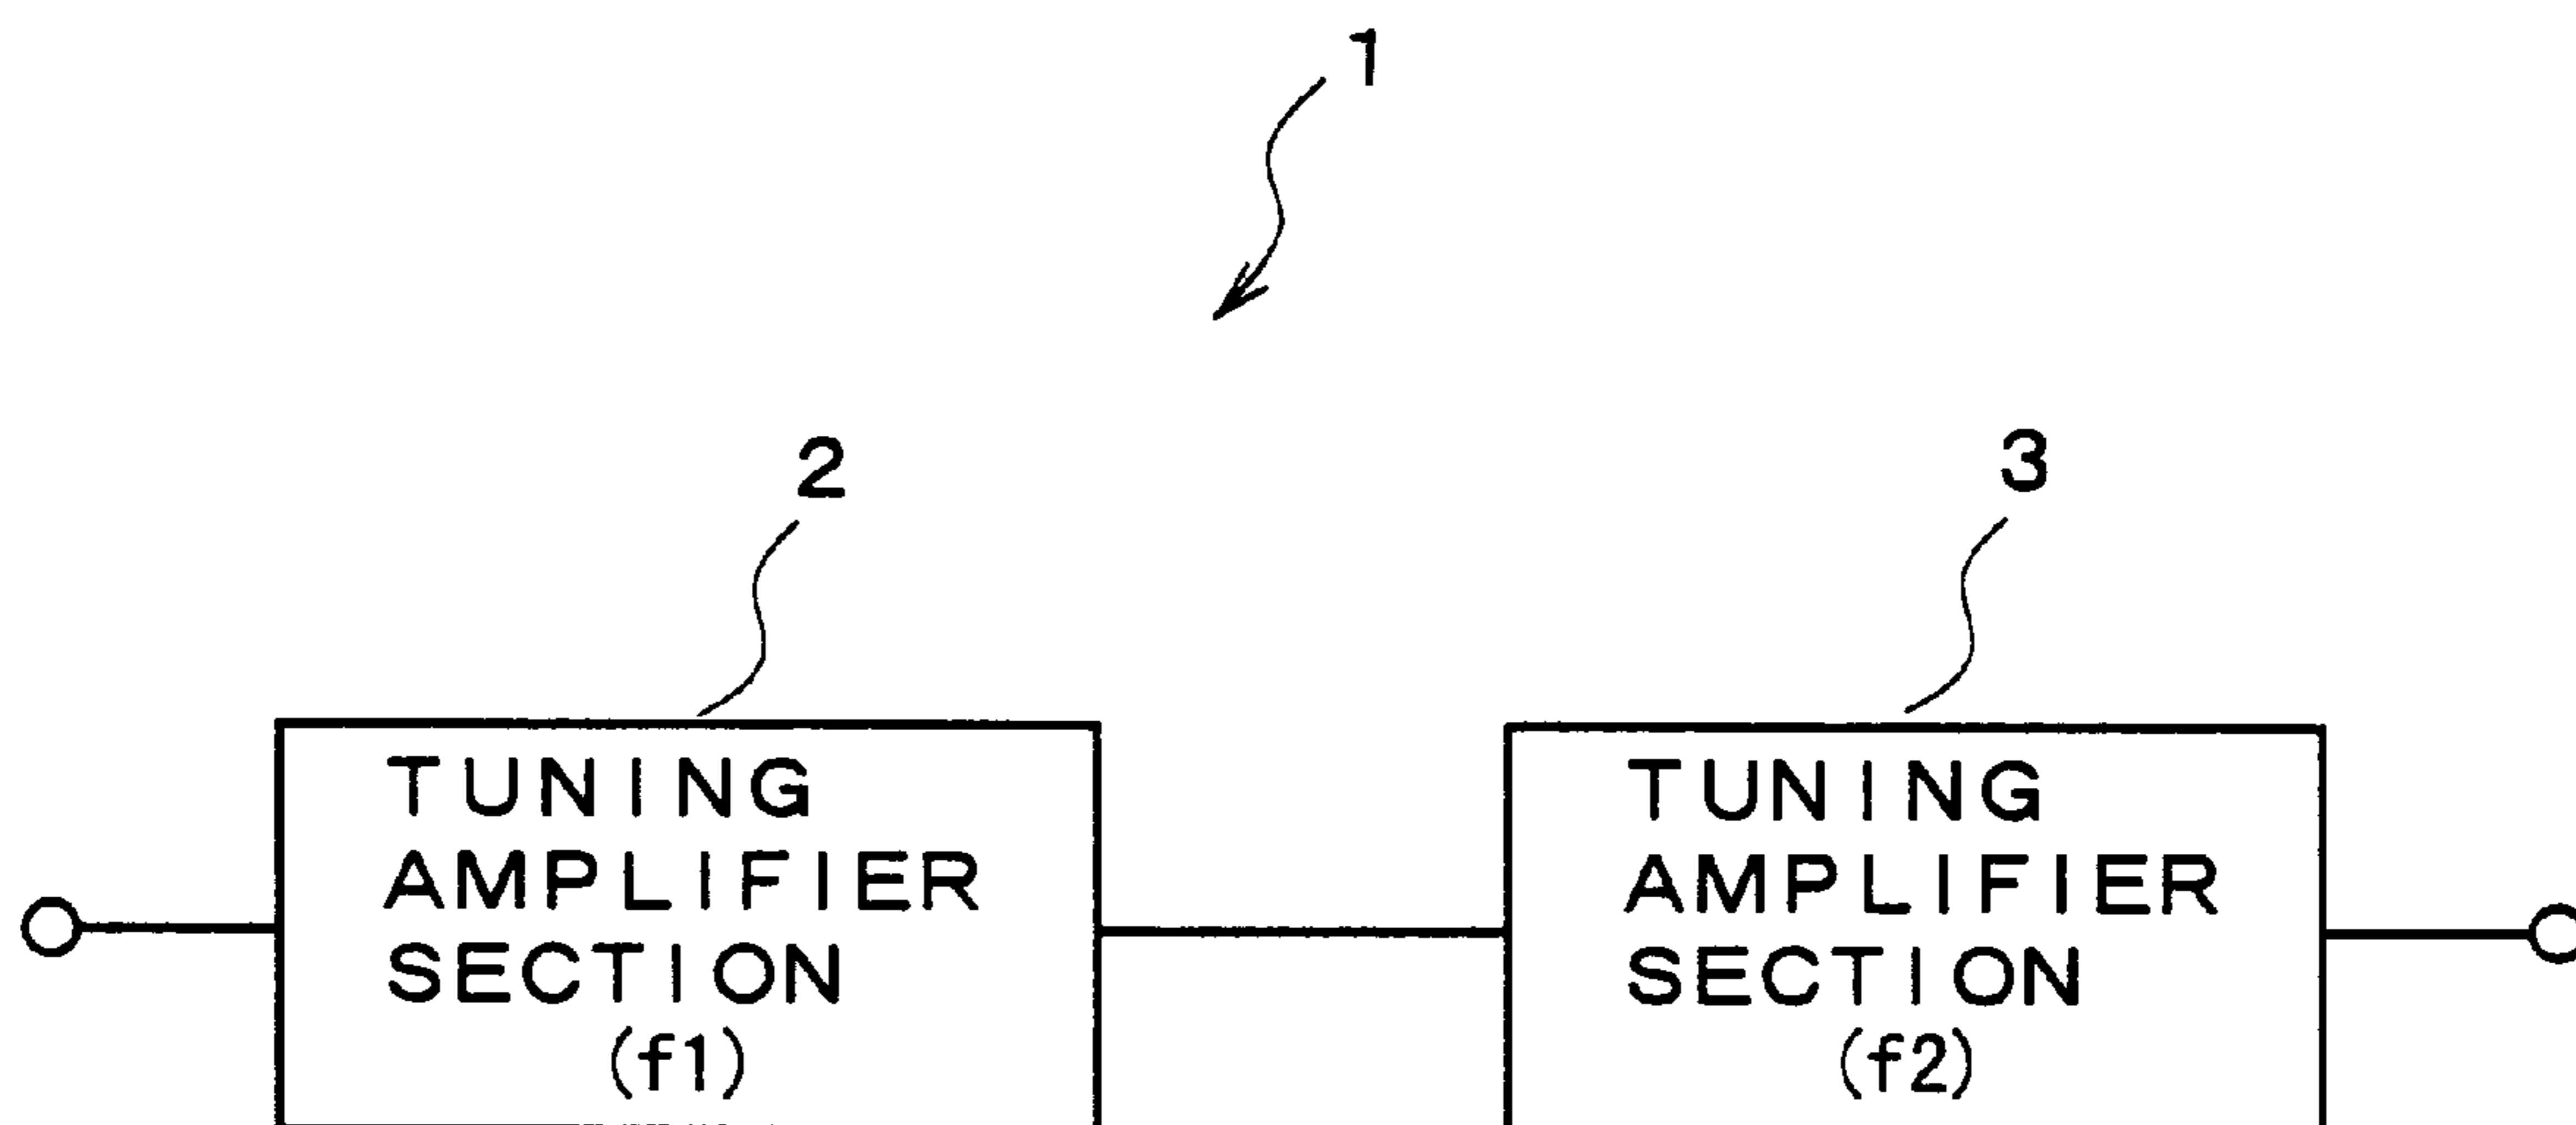 1
2
3
TUNING
AMPLIFIER
SECTION
(f1)
TUNING
AMPLIFIER
SECTION
(f2)